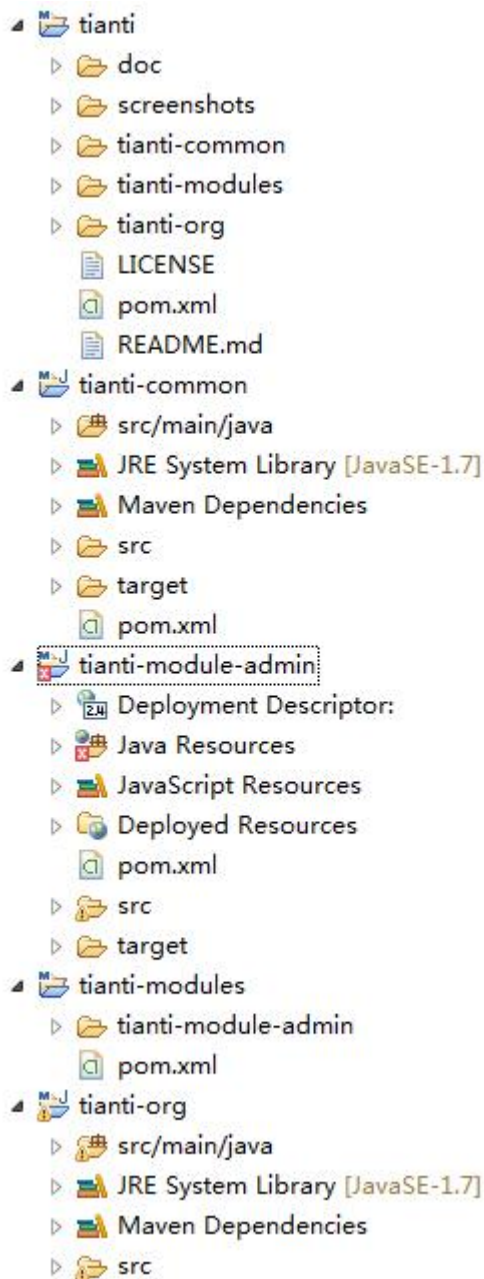 tianti
doc
screenshots
tianti-common
tianti-modules
tianti-org
LICENSE
pom.xml
README.md
tianti-common
src/main/java
JRE System Library [JavaSE-1.7]
Maven Dependencies
src
target
pom.xml
tianti-module-admin
Deployment Descriptor:
Java Resources
JavaScript Resources
Deployed Resources
pom.xml
src
target
tianti-modules
tianti-module-admin
pom.xml
tianti-org
src/main/java
JRE System Library [JavaSE-1.7]
Maven Dependencies
src